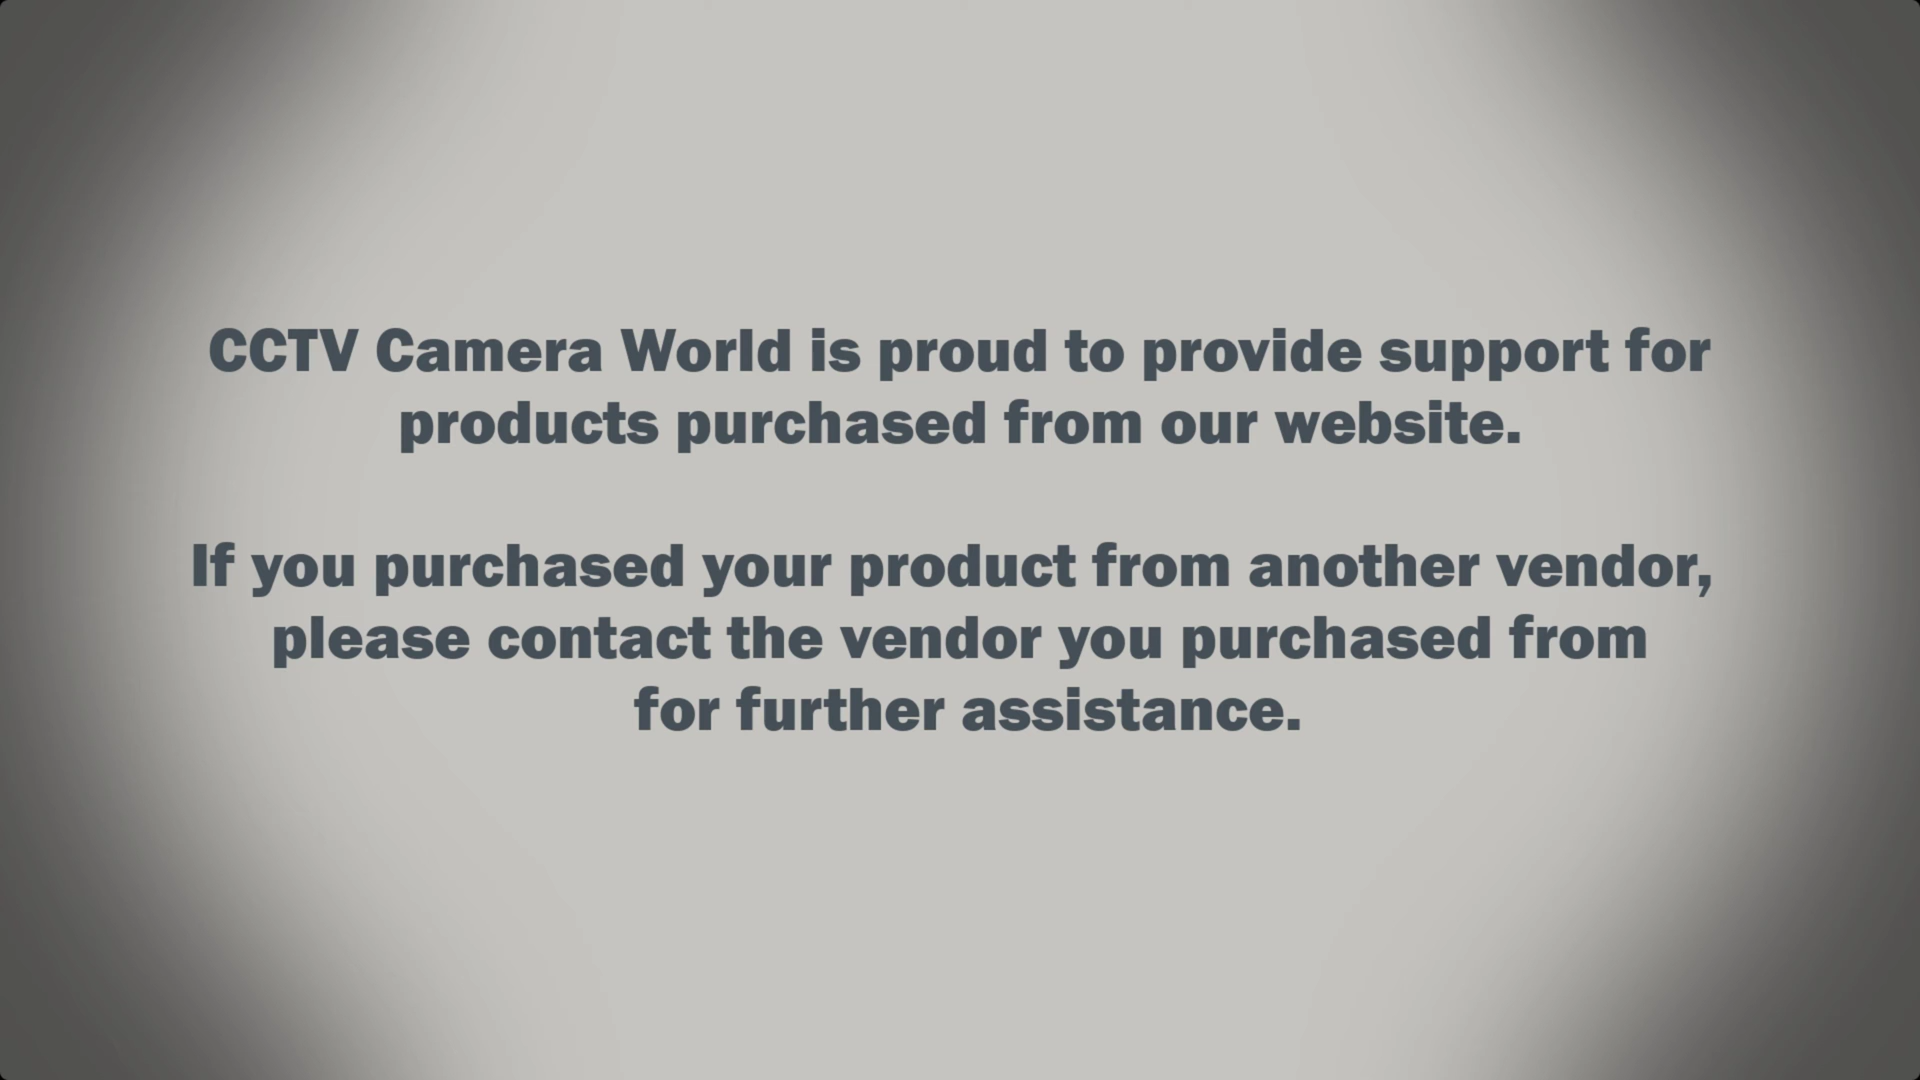 CCTV Camera World is proud to provide support for
products purchased from our website.
If you purchased your product from another vendor,
please contact the vendor you purchased from
for further assistance.